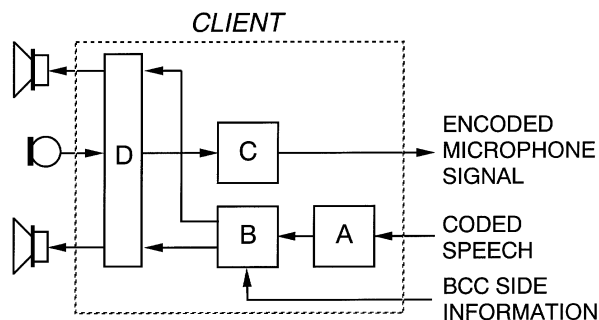 CLIENT
D
C
ENCODED
MICROPHONE
SIGNAL
B
A
CODED
SPEECH
BCC SIDE
INFORMATION